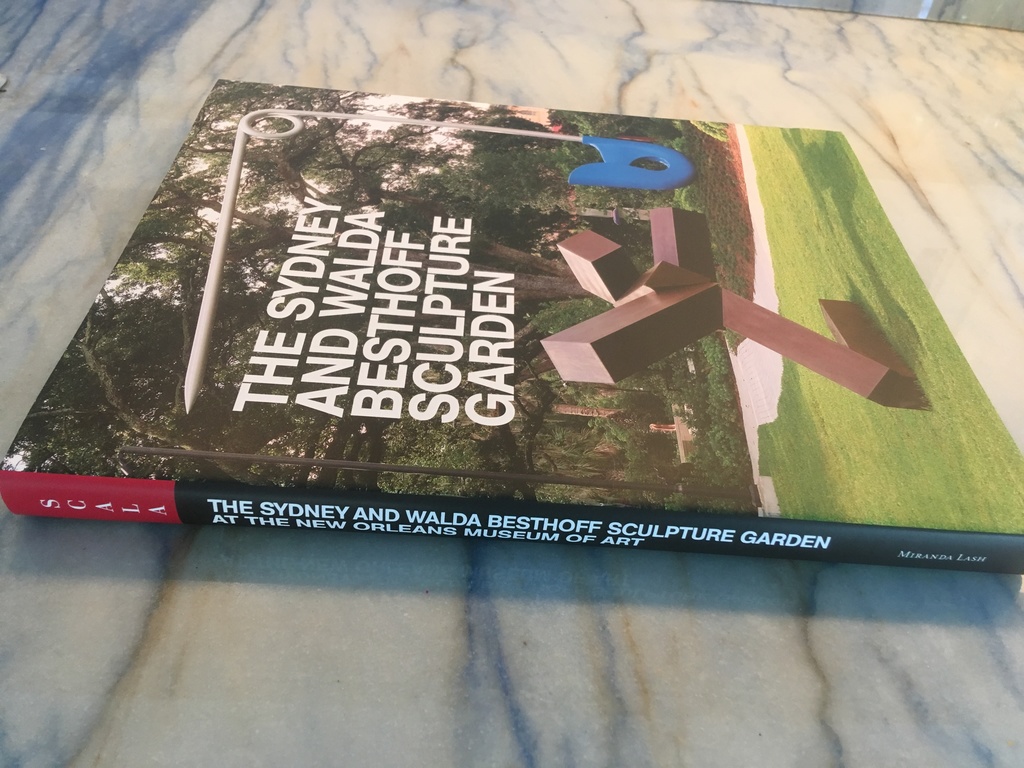 THE SYDNEY
AND WALDA
BESTHOFF
SCULPTURE
GARDEN
SCALA
THE SYDNEY AND WALDA BESTHOFF SCULPTURE GARDEN
AT THE NEW ORLEANS MUSEUM OF ART
MIRANDA LASH